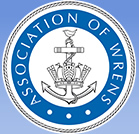 ASSOCIATION OF WRENS